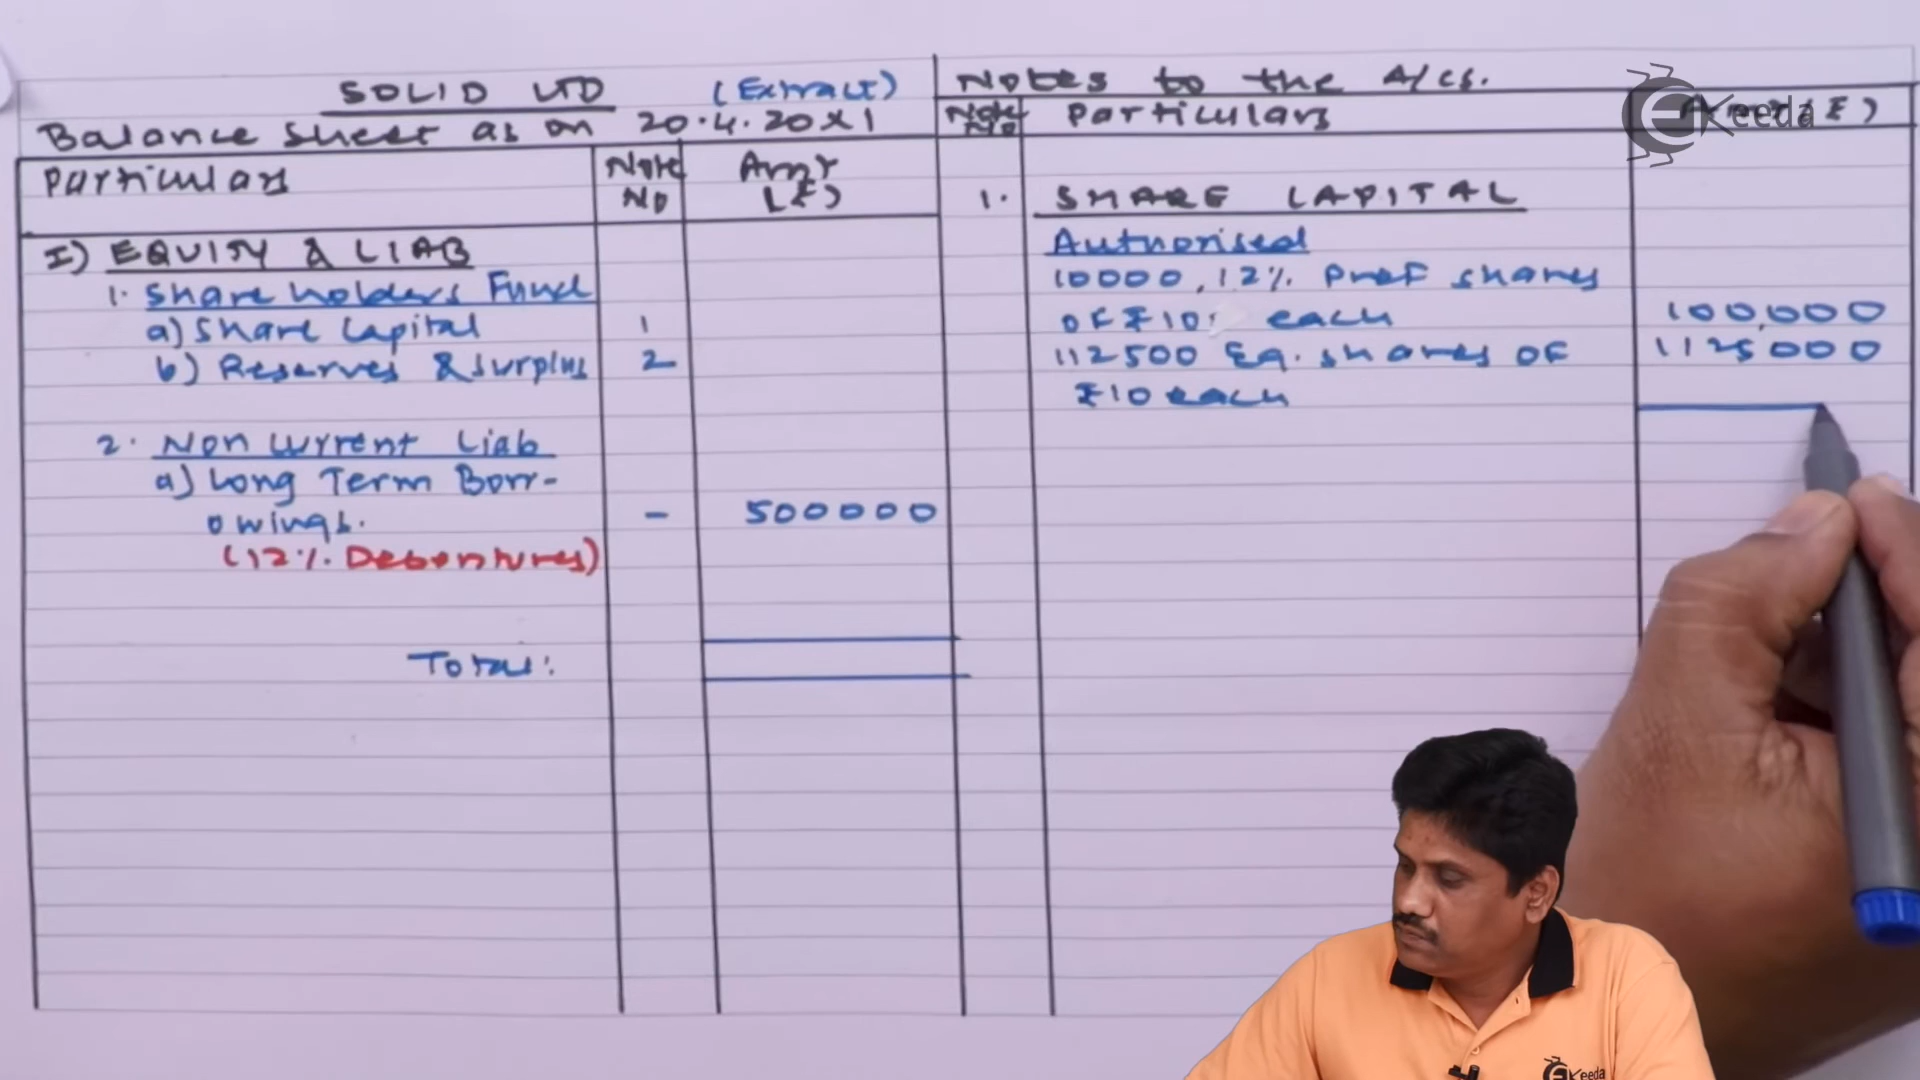 SOLID LTD (Extract)
Balance sheet as on 20.4.20X1
Particulars Note No Amt (₹)
I) EQUITY & LIAB
1. Share holders Fund
a) Share Capital 1
b) Reserves & Surplus 2
2. Non Current Liab
a) Long Term Borr-
owings. - 500000
(12% Debentures)
Total:
Notes to the A/cs.
Note No Particulars (₹)
1. SHARE CAPITAL
Authorised
10000, 12% Pref shares
of ₹10 each 100,000
112500 Eq. shares of 1125000
₹10 each
eKeeda
eKeeda